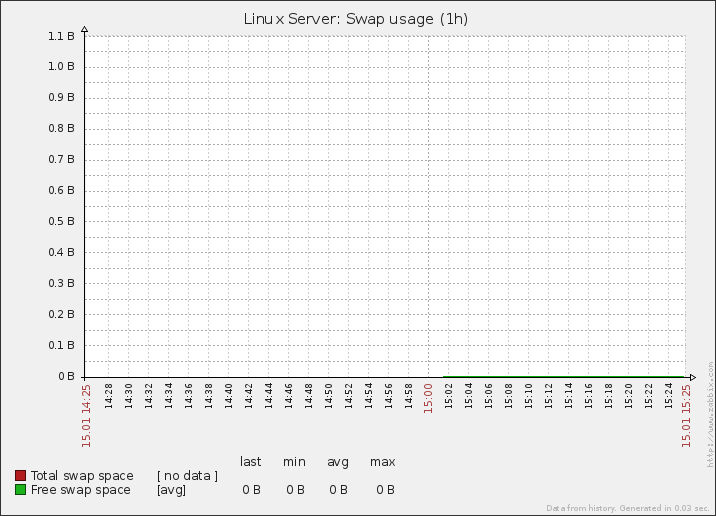 Linux Server: Swap usage (1h)
1.1 B
1.0 B
0.9 B
0.8 B
0.7 B
0.6 B
0.5 B
0.4 B
0.3 B
0.2 B
0.1 B
0 B
15.01 14:25
14:28
14:30
14:32
14:34
14:36
14:38
14:40
14:42
14:44
14:46
14:48
14:50
14:52
14:54
14:56
14:58
15:00
15:02
15:04
15:06
15:08
15:10
15:12
15:14
15:16
15:18
15:20
15:22
15:24
15.01 15:25
http://www.zabbix.com
last min avg max
Total swap space [ no data ]
Free swap space [avg] 0 B 0 B 0 B 0 B
Data from history. Generated in 0.03 sec.